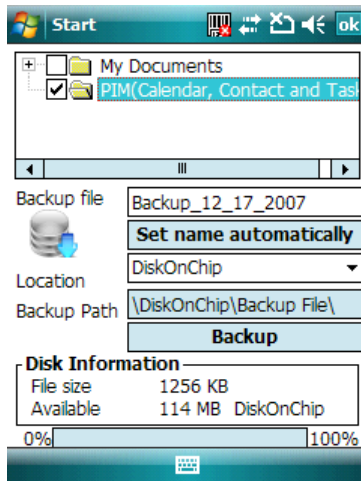 Start
ok
My Documents
PIM(Calendar, Contact and Tas
Backup file
Backup_12_17_2007
Set name automatically
Location
DiskOnChip
Backup Path
\DiskOnChip\Backup File\
Backup
Disk Information
File size 1256 KB
Available 114 MB DiskOnChip
0% 100%